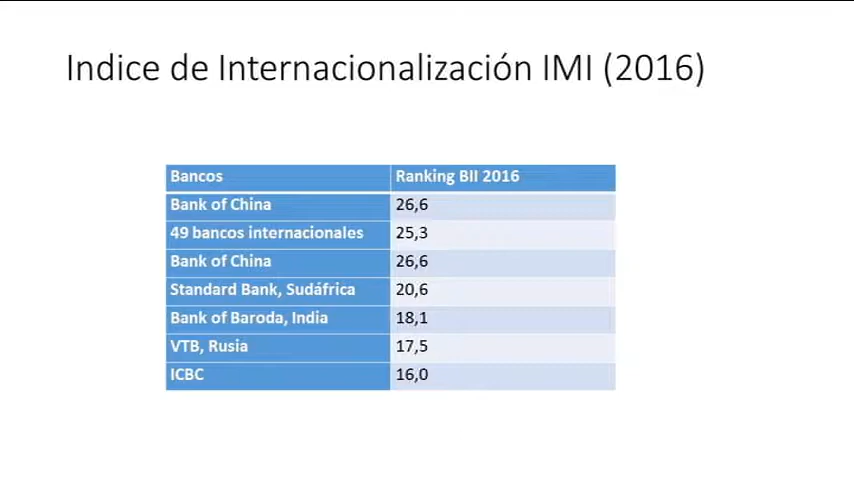 Indice de Internacionalización IMI (2016)
Bancos Ranking BII 2016
Bank of China 26,6
49 bancos internacionales 25,3
Bank of China 26,6
Standard Bank, Sudáfrica 20,6
Bank of Baroda, India 18,1
VTB, Rusia 17,5
ICBC 16,0